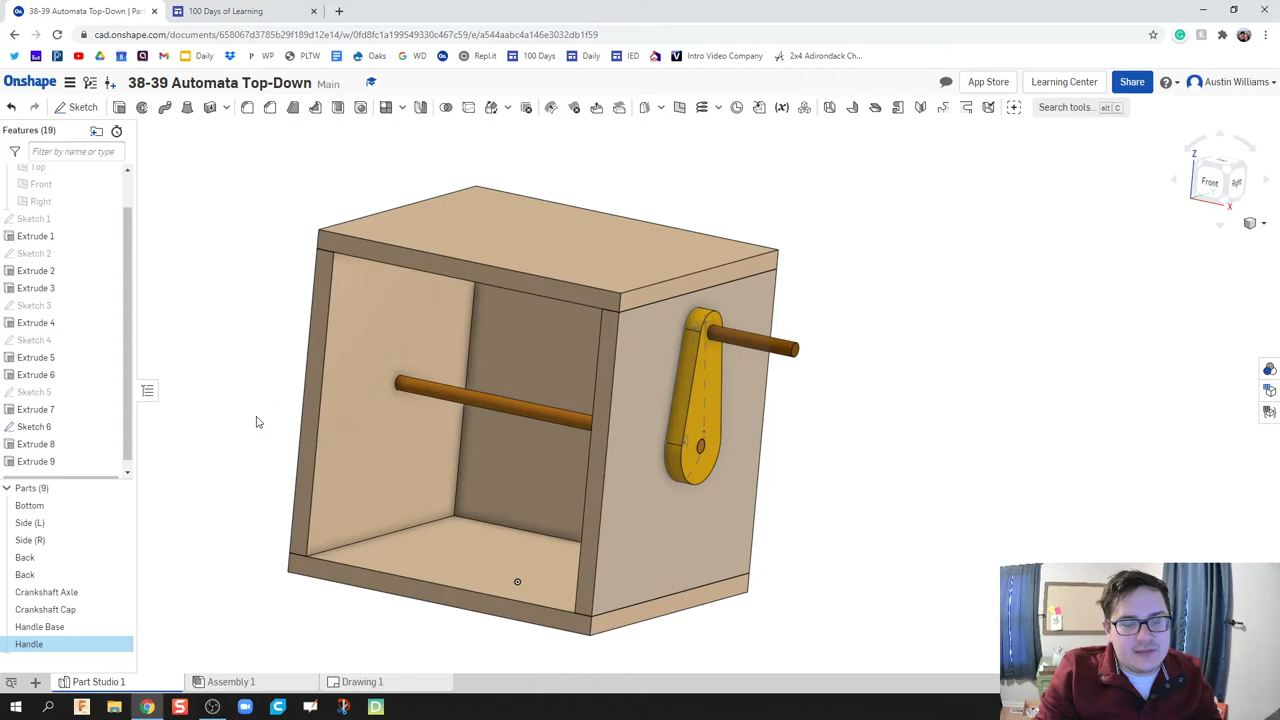 38-39 Automata Top-Down | Part
100 Days of Learning
cad.onshape.com/documents/658067d3785b29f189d12e14/w/0fd8fc1a199549330c467c59/e/a544aabc4a146e3032db1f59
PLTW
Oaks
WP
Daily
WD
Repl.it
100 Days
Daily
IED
Intro Video Company
2x4 Adirondack Ch...
Onshape
38-39 Automata Top-Down
Main
App Store
Learning Center
Share
Austin Williams
Sketch
Search tools...
alt
C
Features (19)
Filter by name or type
Top
Front
Right
Sketch 1
Extrude 1
Sketch 2
Extrude 2
Extrude 3
Sketch 3
Extrude 4
Sketch 4
Extrude 5
Extrude 6
Sketch 5
Extrude 7
Sketch 6
Extrude 8
Extrude 9
Parts (9)
Bottom
Side (L)
Side (R)
Back
Back
Crankshaft Axle
Crankshaft Cap
Handle Base
Handle
Z
Front
Right
X
Part Studio 1
Assembly 1
Drawing 1